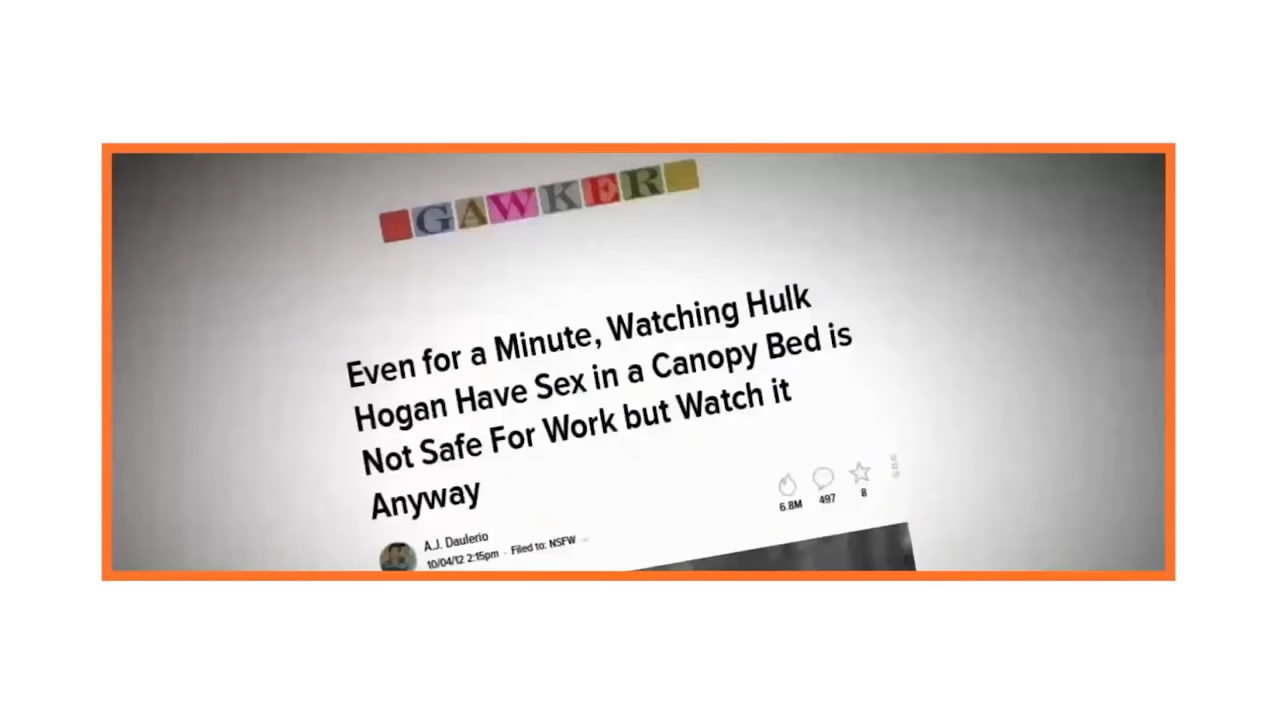 GAWKER
Even for a Minute, Watching Hulk
Hogan Have Sex in a Canopy Bed is
Not Safe For Work but Watch it
Anyway
6.8M 497 8
A.J. Daulerio
10/04/12 2:15pm · Filed to: NSFW